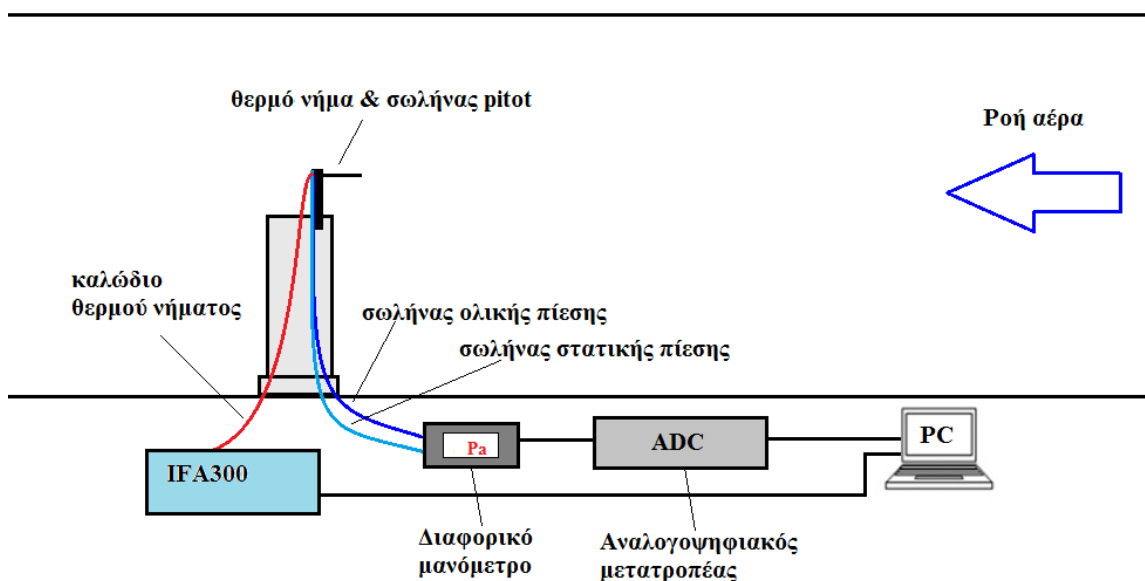 θερμό νήμα & σωλήνας pitot
Ροή αέρα
καλώδιο
θερμού νήματος
σωλήνας ολικής πίεσης
σωλήνας στατικής πίεσης
IFA300
Pa
ADC
PC
Διαφορικό
μανόμετρο
Αναλογοψηφιακός
μετατροπέας